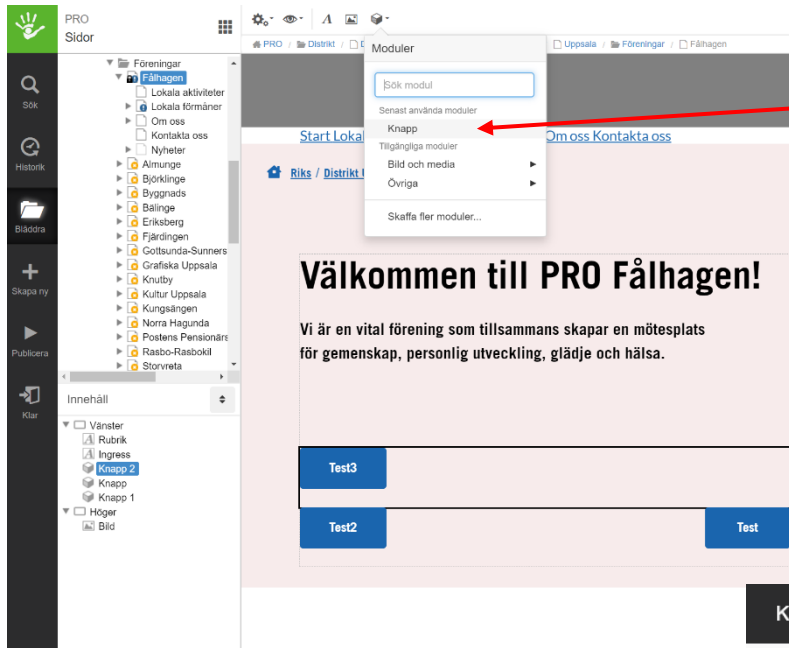 PRO
Sidor
Sök
Historik
Bläddra
Skapa ny
Publicera
Klar
Föreningar
Fålhagen
Lokala aktiviteter
Lokala förmåner
Om oss
Kontakta oss
Nyheter
Almunge
Björklinge
Byggnads
Bälinge
Eriksberg
Fjärdingen
Gottsunda-Sunners
Grafiska Uppsala
Knutby
Kultur Uppsala
Kungsängen
Norra Hagunda
Postens Pensionärs
Rasbo-Rasbokil
Storvreta
Innehåll
Vänster
Rubrik
Ingress
Knapp 2
Knapp
Knapp 1
Höger
Bild
PRO / Distrikt / D Uppsala / Föreningar / Fålhagen
Moduler
Sök modul
Senast använda moduler
Knapp
Tillgängliga moduler
Bild och media
Övriga
Skaffa fler moduler...
Start Lokal Om oss Kontakta oss
Riks / Distrikt
Välkommen till PRO Fålhagen!
Vi är en vital förening som tillsammans skapar en mötesplats
för gemenskap, personlig utveckling, glädje och hälsa.
Test3
Test2 Test
K